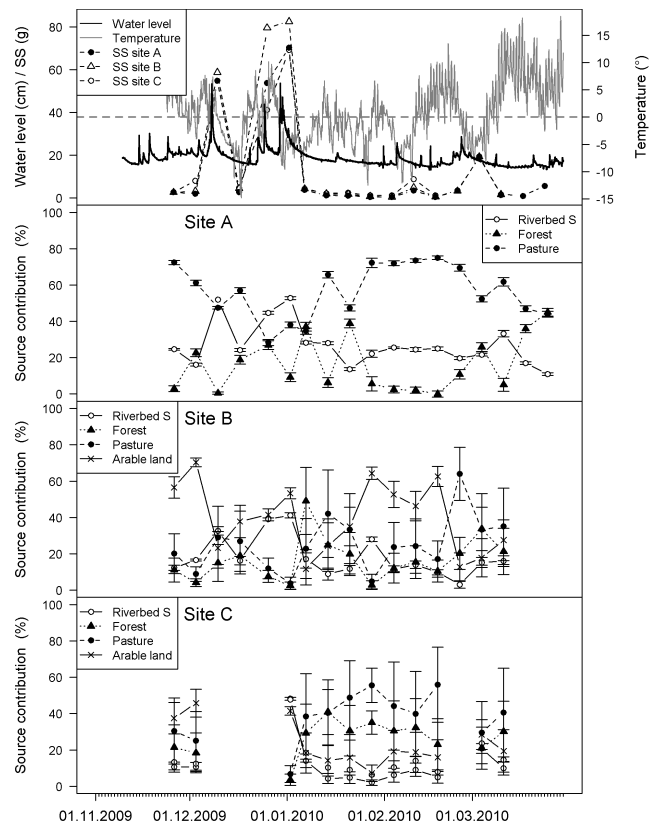 Water level (cm) / SS (g)
80
60
40
20
0
Water level
Temperature
SS site A
SS site B
SS site C
15
10
5
0
-5
-10
-15
Temperature (°)
Source contribution (%)
100
80
60
40
20
0
Site A
Riverbed S
Forest
Pasture
Source contribution (%)
100
80
60
40
20
0
Riverbed S
Forest
Pasture
Arable land
Site B
Source contribution (%)
100
80
60
40
20
0
Riverbed S
Forest
Pasture
Arable land
Site C
01.11.2009 01.12.2009 01.01.2010 01.02.2010 01.03.2010